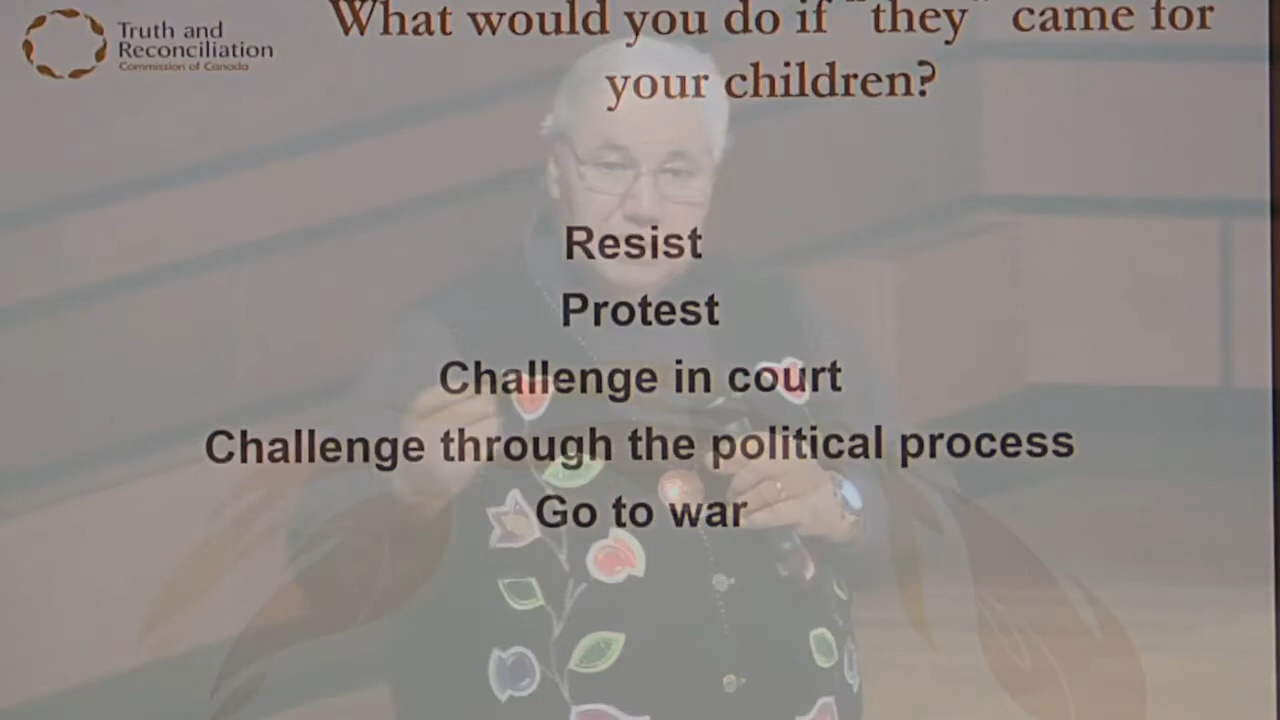 Truth and
Reconciliation
Commission of Canada
What would you do if "they" came for
your children?
Resist
Protest
Challenge in court
Challenge through the political process
Go to war